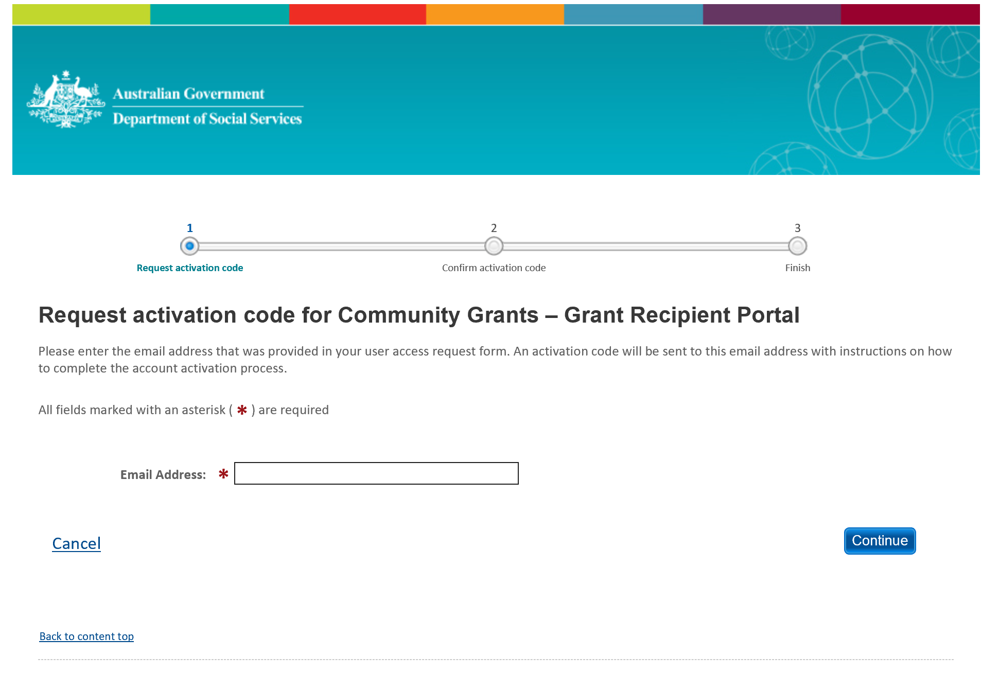 Australian Government
Department of Social Services
1
2
3
Request activation code
Confirm activation code
Finish
Request activation code for Community Grants – Grant Recipient Portal
Please enter the email address that was provided in your user access request form. An activation code will be sent to this email address with instructions on how
to complete the account activation process.
All fields marked with an asterisk ( * ) are required
Email Address: *
Cancel
Continue
Back to content top